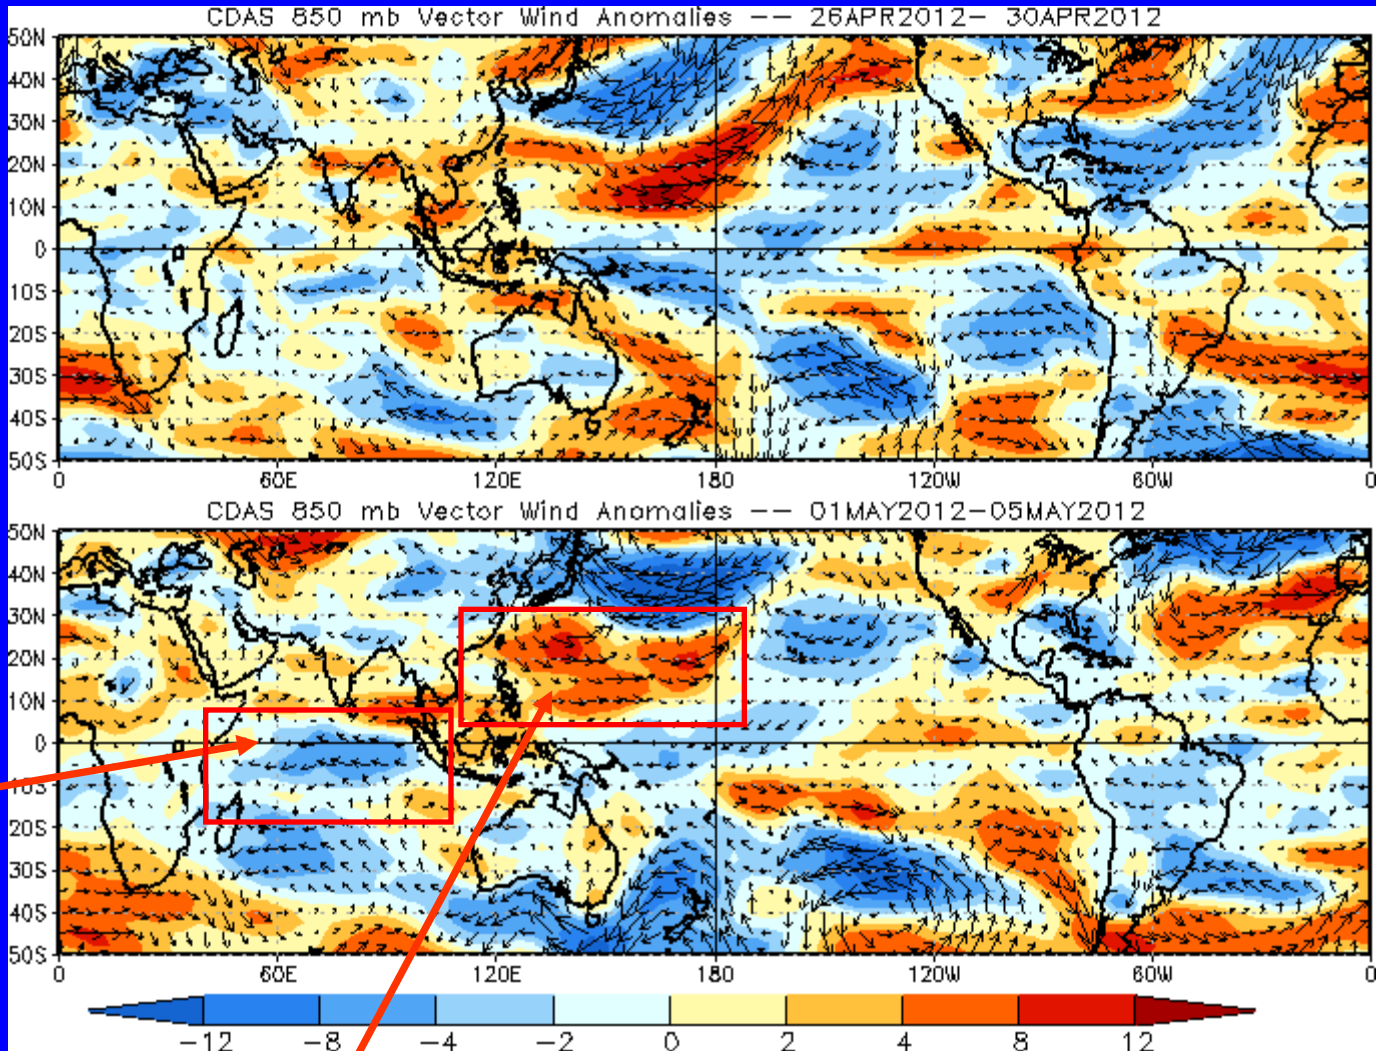 CDAS 850 mb Vector Wind Anomalies -- 26APR2012- 30APR2012
50N
40N
30N
20N
10N
0
10S
20S
30S
40S
50S
60E 120E 180 120W 60W 0
CDAS 850 mb Vector Wind Anomalies -- 01MAY2012-05MAY2012
50N
40N
30N
20N
10N
0
10S
20S
30S
40S
50S
0 60E 120E 180 120W 60W 0
-12 -8 -4 -2 0 2 4 8 12